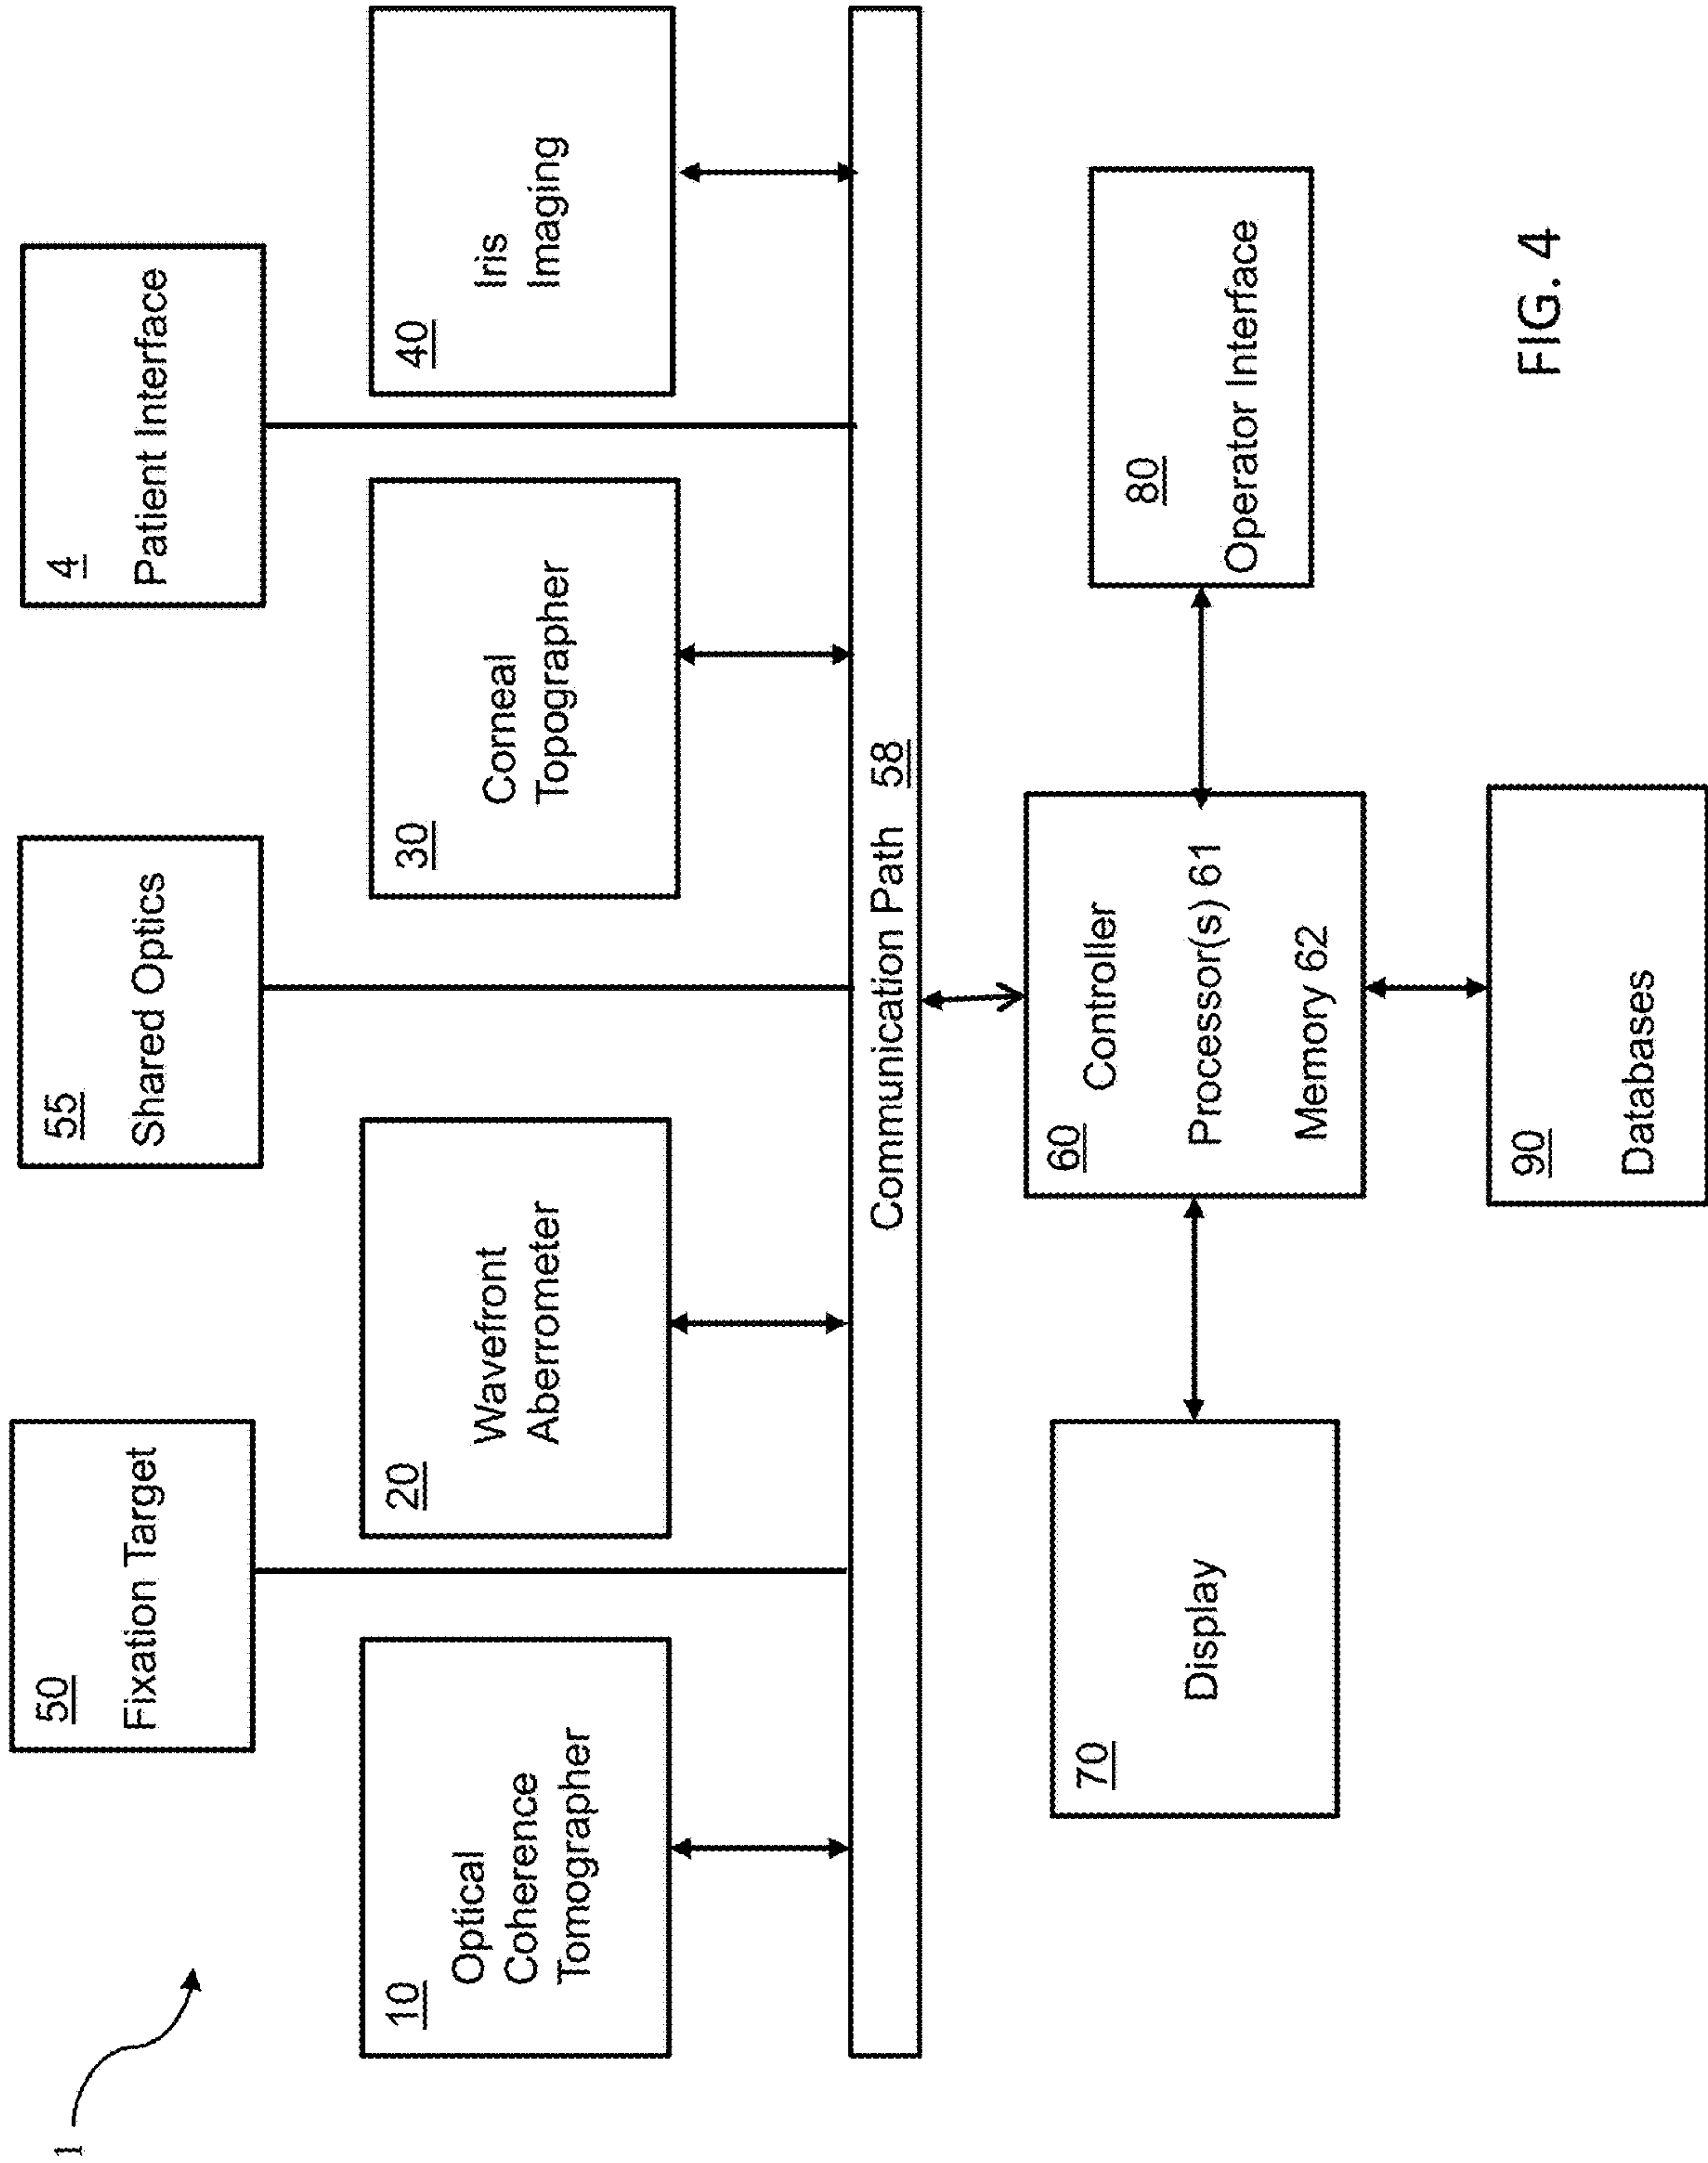 1
50
Fixation Target
55
Shared Optics
4
Patient Interface
10
Optical
Coherence
Tomographer
20
Wavefront
Aberrometer
30
Corneal
Topographer
40
Iris
Imaging
Communication Path 58
70
Display
60
Controller
Processor(s) 61
Memory 62
80
Operator Interface
90
Databases
FIG. 4